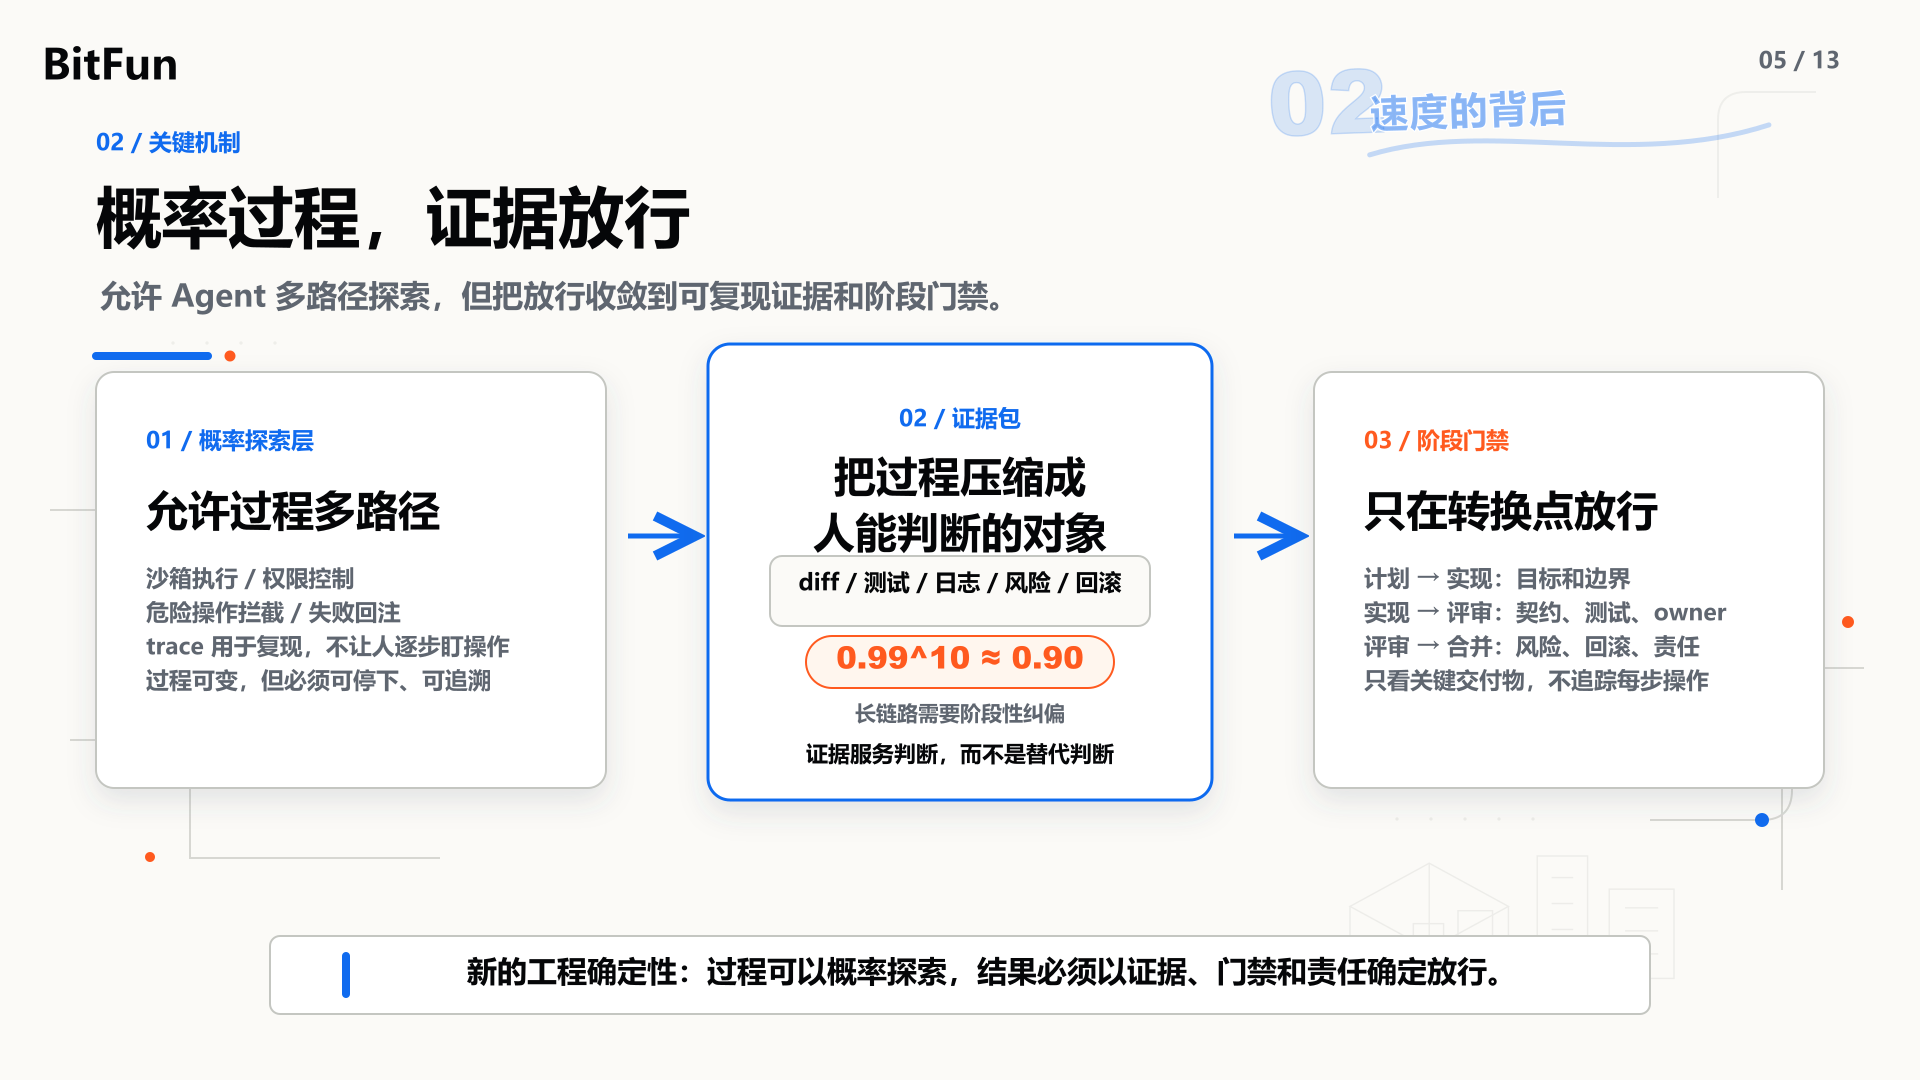 BitFun
05 / 13
02 速度的背后
02 / 关键机制
概率过程，证据放行
允许 Agent 多路径探索，但把放行收敛到可复现证据和阶段门禁。
01 / 概率探索层
允许过程多路径
沙箱执行 / 权限控制
危险操作拦截 / 失败回注
trace 用于复现，不让人逐步盯操作
过程可变，但必须可停下、可追溯
02 / 证据包
把过程压缩成
人能判断的对象
diff / 测试 / 日志 / 风险 / 回滚
0.99^10 ≈ 0.90
长链路需要阶段性纠偏
证据服务判断，而不是替代判断
03 / 阶段门禁
只在转换点放行
计划 → 实现：目标和边界
实现 → 评审：契约、测试、owner
评审 → 合并：风险、回滚、责任
只看关键交付物，不追踪每步操作
新的工程确定性：过程可以概率探索，结果必须以证据、门禁和责任确定放行。